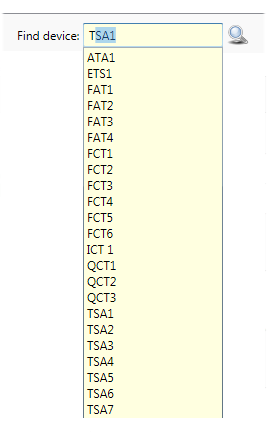 Find device: TSA1
ATA1
ETS1
FAT1
FAT2
FAT3
FAT4
FCT1
FCT2
FCT3
FCT4
FCT5
FCT6
ICT 1
QCT1
QCT2
QCT3
TSA1
TSA2
TSA3
TSA4
TSA5
TSA6
TSA7